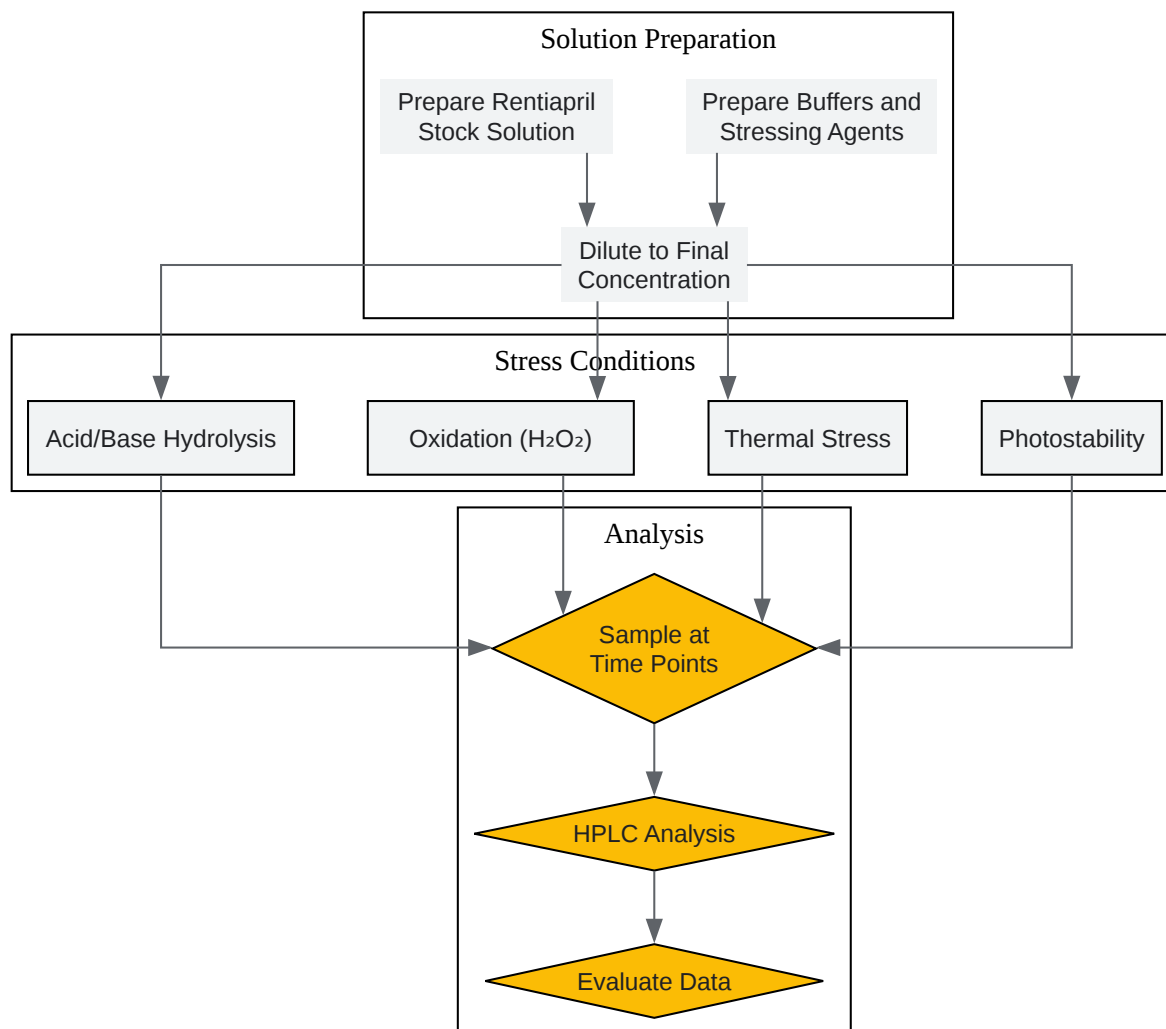 Solution Preparation
Prepare Rentiapril
Stock Solution
Prepare Buffers and
Stressing Agents
Dilute to Final
Concentration
Stress Conditions
Acid/Base Hydrolysis
Oxidation (H₂O₂)
Thermal Stress
Photostability
Analysis
Sample at
Time Points
HPLC Analysis
Evaluate Data